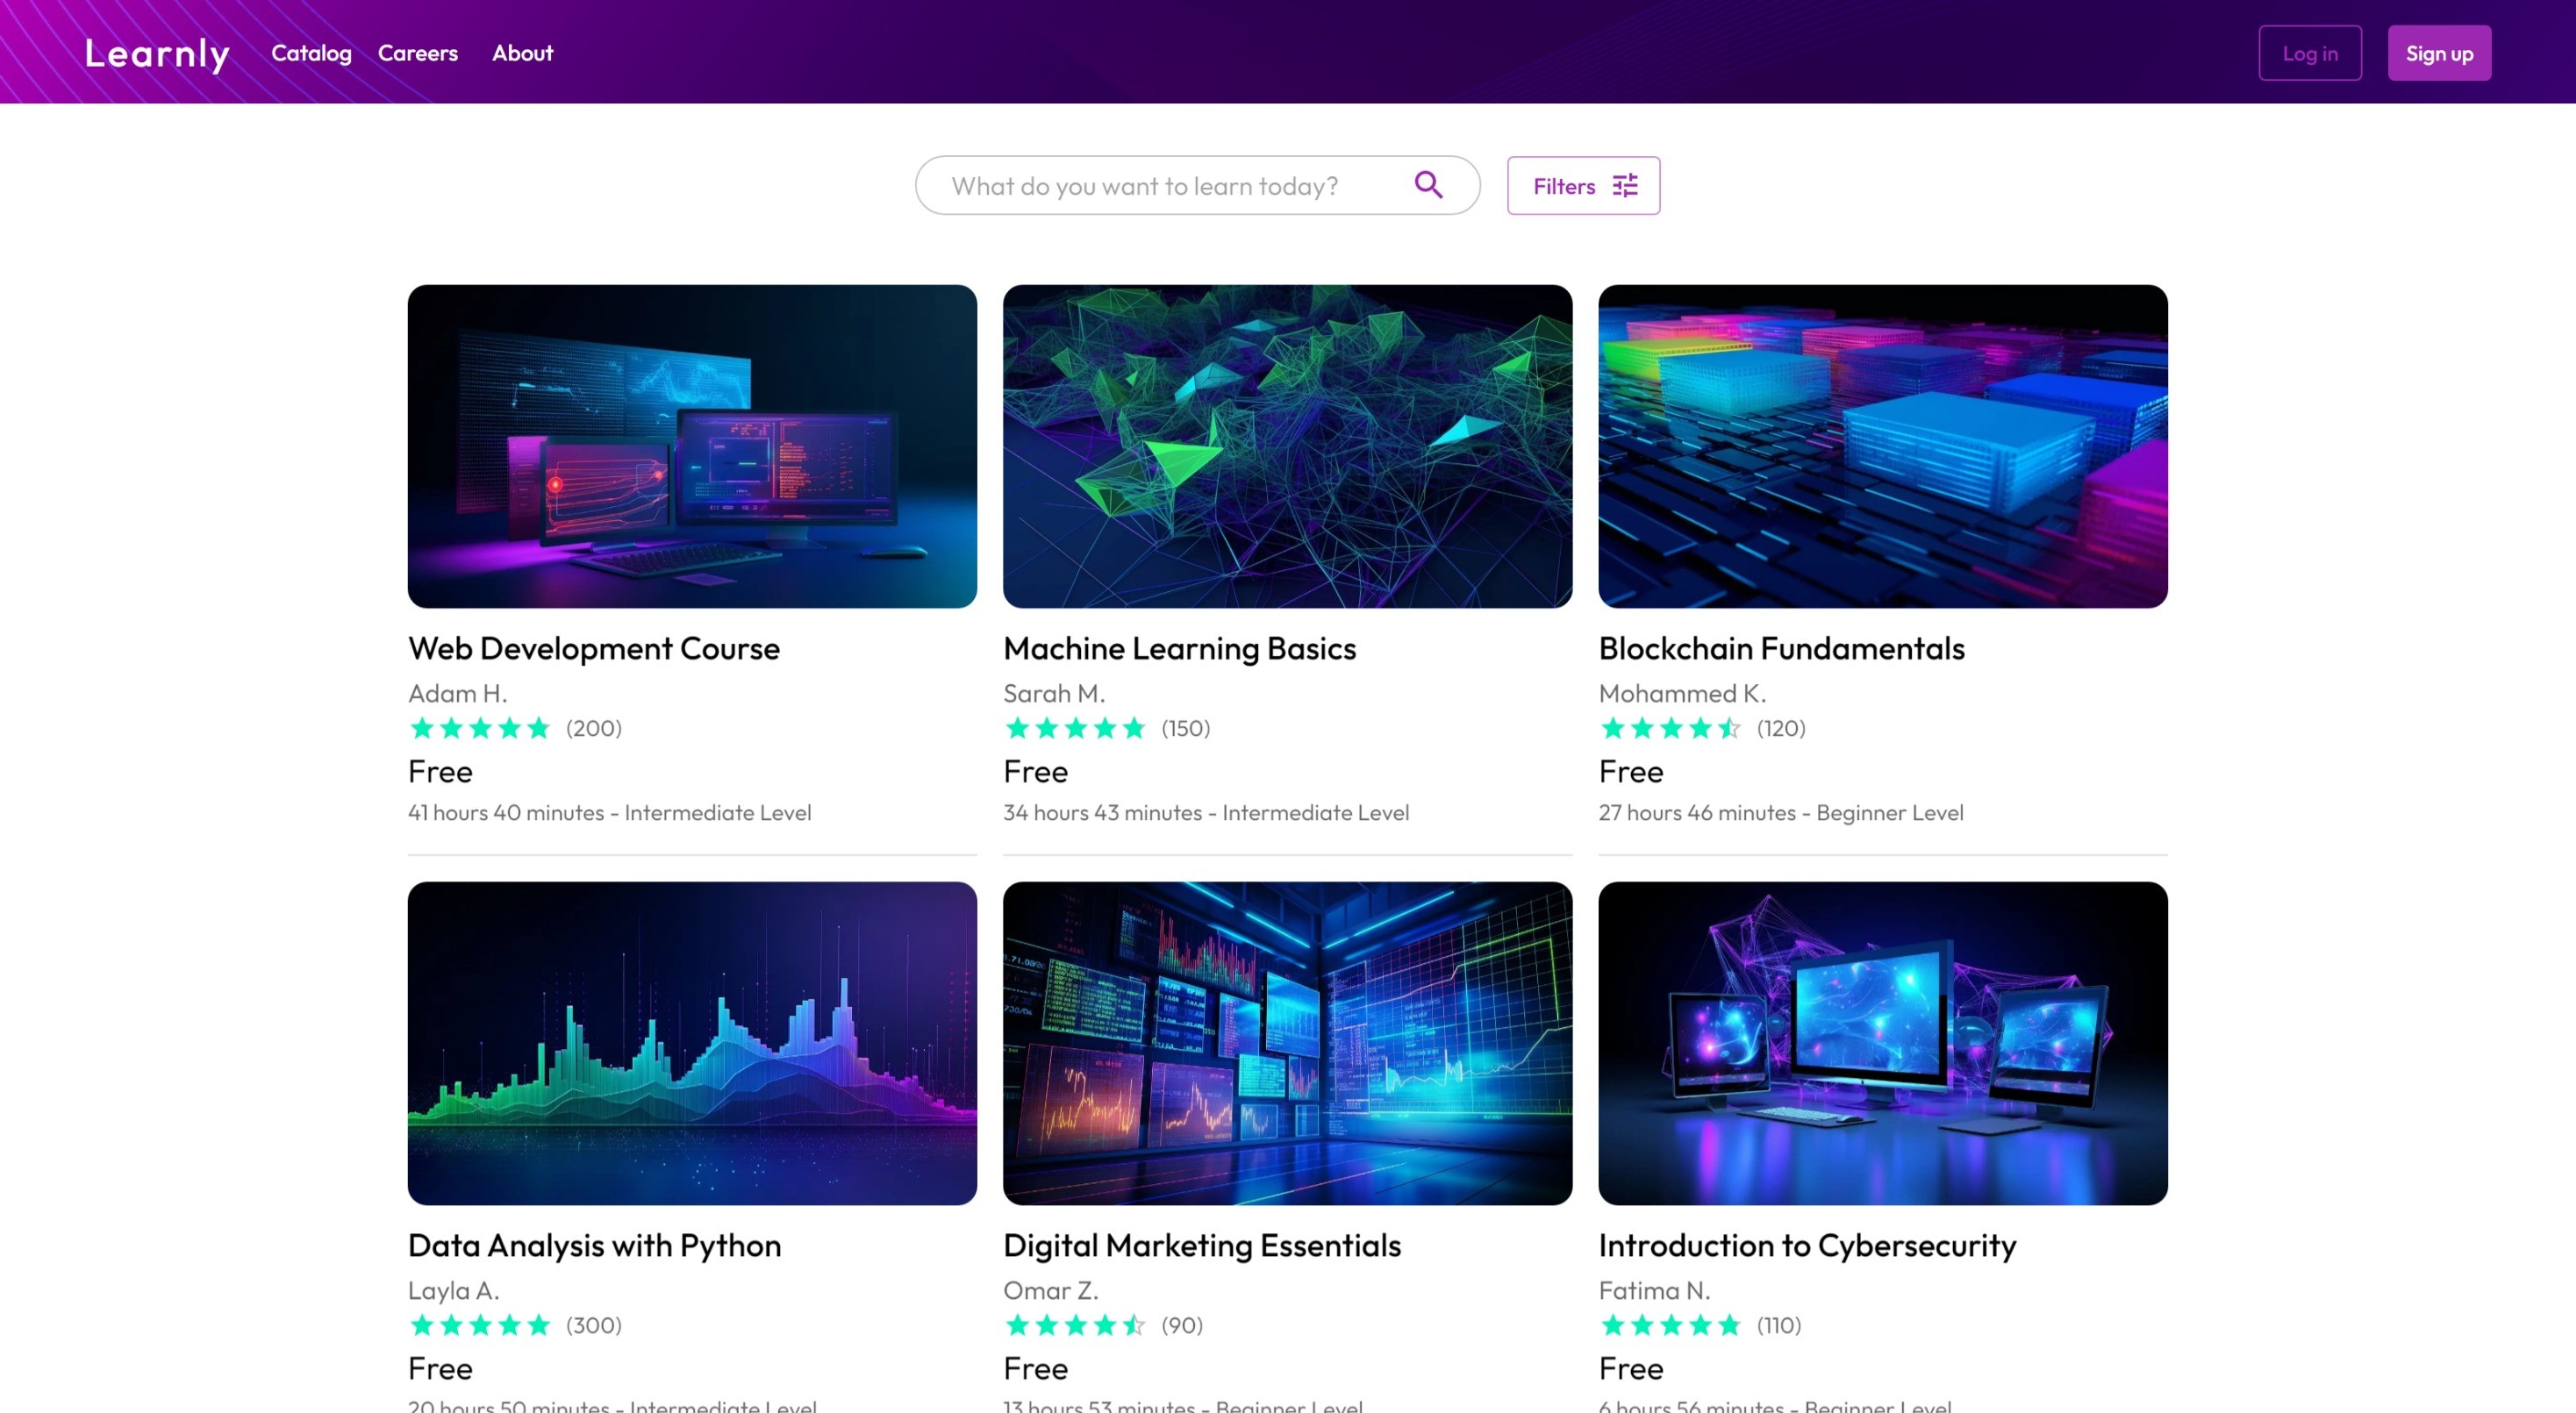 Learnly
Catalog
Careers
About
Log in
Sign up
What do you want to learn today?
Filters
Web Development Course
Adam H.
(200)
Free
41 hours 40 minutes - Intermediate Level
Machine Learning Basics
Sarah M.
(150)
Free
34 hours 43 minutes - Intermediate Level
Blockchain Fundamentals
Mohammed K.
(120)
Free
27 hours 46 minutes - Beginner Level
Data Analysis with Python
Layla A.
(300)
Free
20 hours 50 minutes - Intermediate Level
Digital Marketing Essentials
Omar Z.
(90)
Free
13 hours 53 minutes - Beginner Level
Introduction to Cybersecurity
Fatima N.
(110)
Free
6 hours 56 minutes - Beginner Level